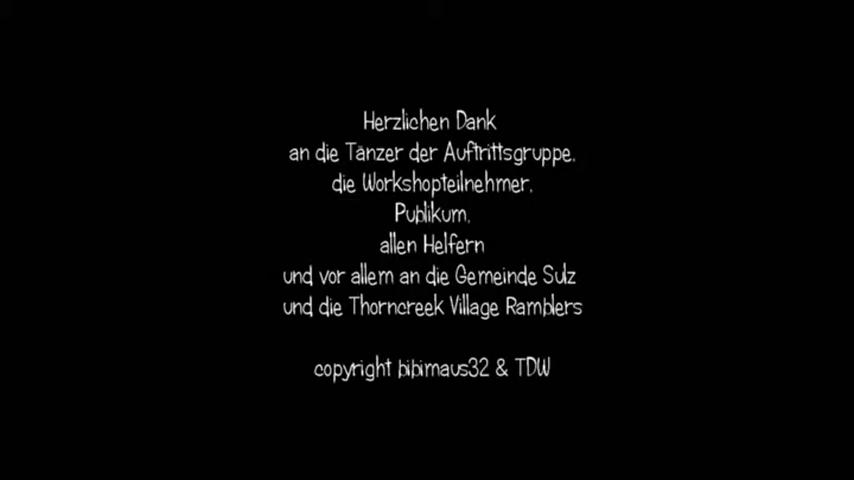 Herzlichen Dank
an die Tänzer der Auftrittsgruppe,
die Workshopteilnehmer,
Publikum,
allen Helfern
und vor allem an die Gemeinde Sulz
und die Thorncreek Village Ramblers
copyright bibimaus32 & TDW